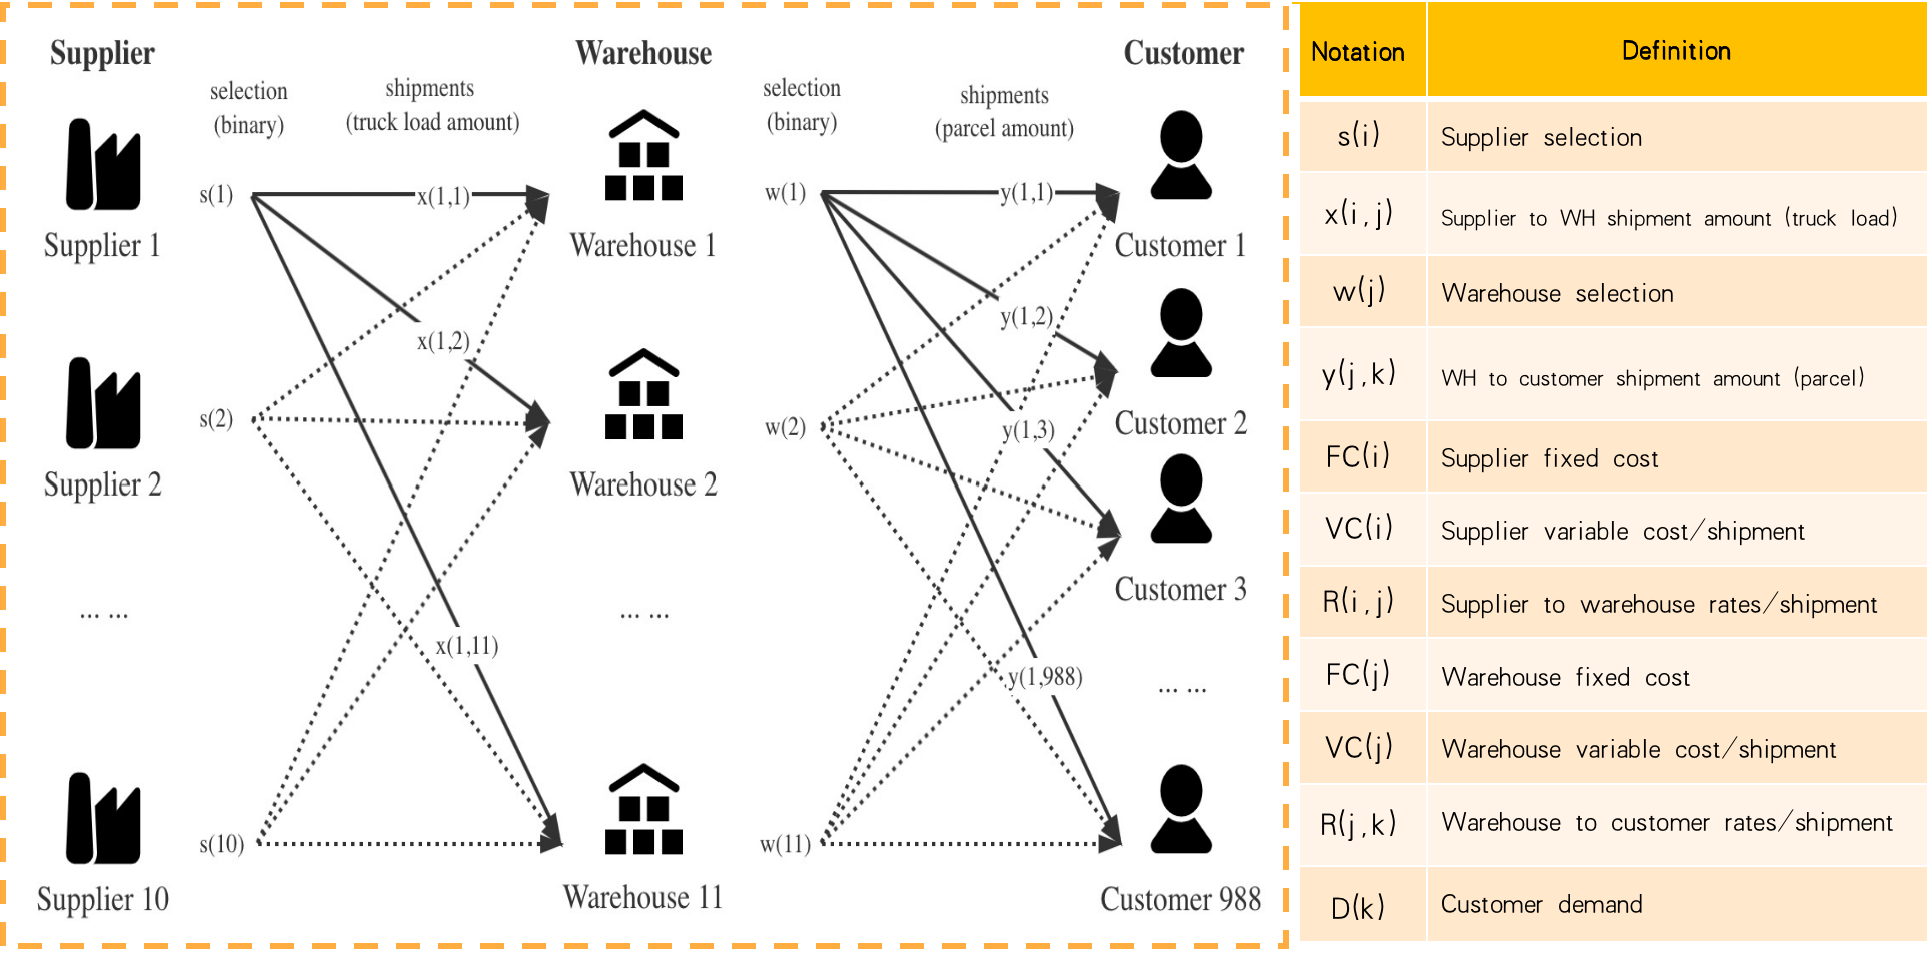 Supplier
Warehouse
Customer
selection
(binary)
shipments
(truck load amount)
selection
(binary)
shipments
(parcel amount)
s(1)
x(1,1)
w(1)
y(1,1)
Supplier 1
Warehouse 1
Customer 1
x(1,2)
y(1,2)
s(2)
w(2)
y(1,3)
Customer 2
Supplier 2
Warehouse 2
Customer 3
... ...
... ...
x(1,11)
y(1,988)
... ...
s(10)
w(11)
Supplier 10
Warehouse 11
Customer 988
Notation Definition
s(i) Supplier selection
x(i,j) Supplier to WH shipment amount (truck load)
w(j) Warehouse selection
y(j,k) WH to customer shipment amount (parcel)
FC(i) Supplier fixed cost
VC(i) Supplier variable cost/shipment
R(i,j) Supplier to warehouse rates/shipment
FC(j) Warehouse fixed cost
VC(j) Warehouse variable cost/shipment
R(j,k) Warehouse to customer rates/shipment
D(k) Customer demand